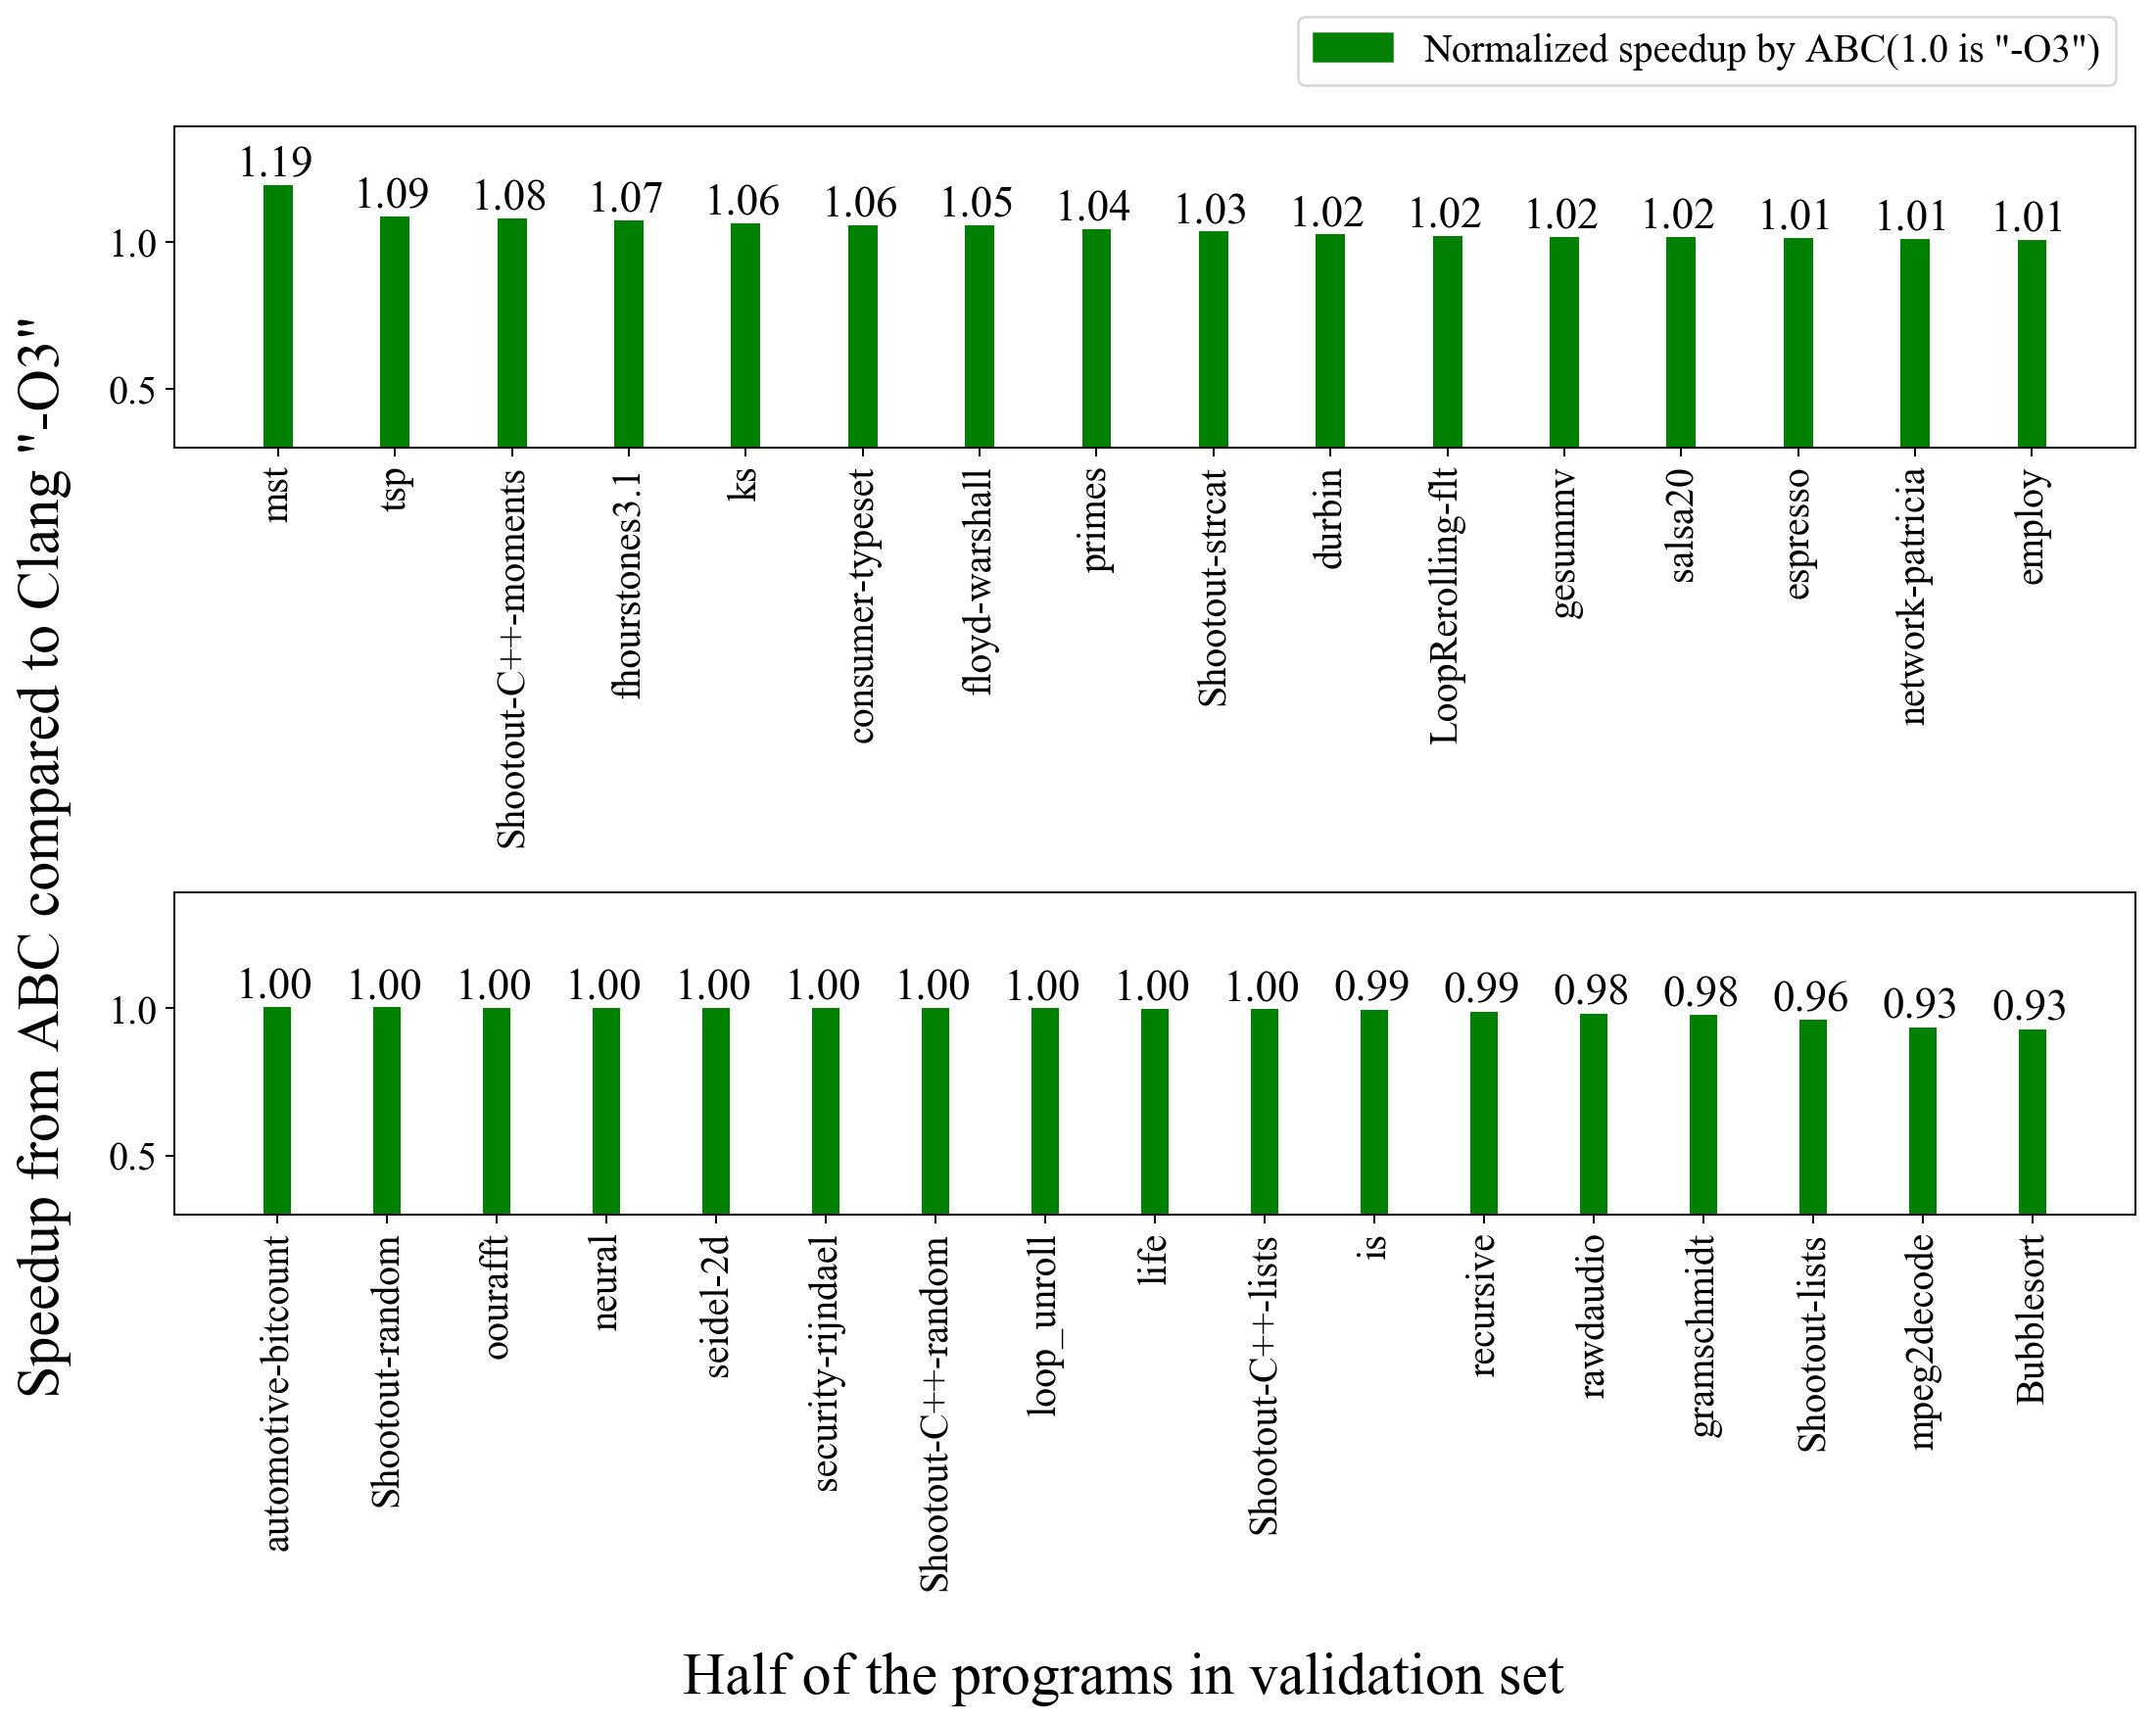 Normalized speedup by ABC(1.0 is "-O3")
Speedup from ABC compared to Clang "-O3"
1.19 1.09 1.08 1.07 1.06 1.06 1.05 1.04 1.03 1.02 1.02 1.02 1.02 1.01 1.01 1.01
1.0
0.5
mst
tsp
Shootout-C++-moments
fhourstones3.1
ks
consumer-typeset
floyd-warshall
primes
Shootout-strcat
durbin
LoopRerolling-flt
gesummv
salsa20
espresso
network-patricia
employ
1.00 1.00 1.00 1.00 1.00 1.00 1.00 1.00 1.00 1.00 0.99 0.99 0.98 0.98 0.96 0.93 0.93
1.0
0.5
automotive-bitcount
Shootout-random
oourafft
neural
seidel-2d
security-rijndael
Shootout-C++-random
loop_unroll
life
Shootout-C++-lists
is
recursive
rawdaudio
gramschmidt
Shootout-lists
mpeg2decode
Bubblesort
Half of the programs in validation set